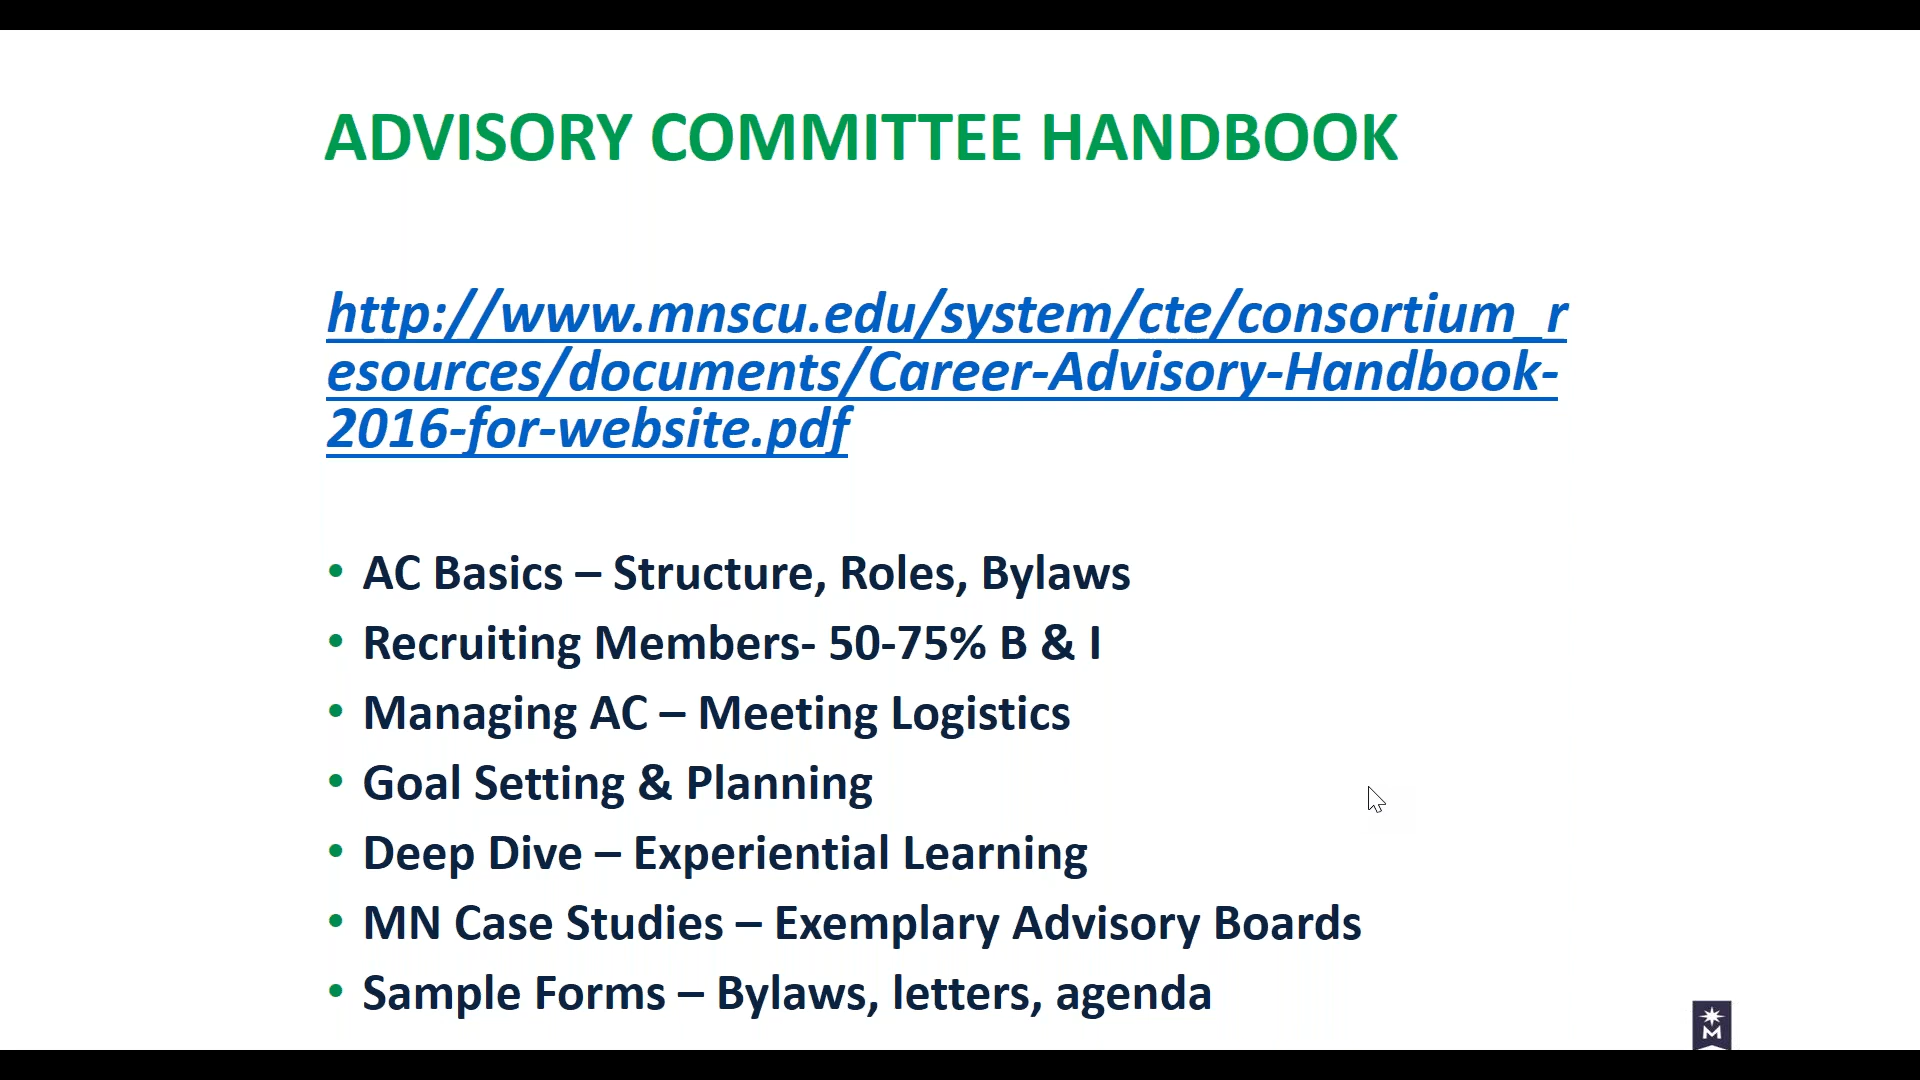 ADVISORY COMMITTEE HANDBOOK
http://www.mnscu.edu/system/cte/consortium_r
esources/documents/Career-Advisory-Handbook-
2016-for-website.pdf
• AC Basics – Structure, Roles, Bylaws
• Recruiting Members- 50-75% B & I
• Managing AC – Meeting Logistics
• Goal Setting & Planning
• Deep Dive – Experiential Learning
• MN Case Studies – Exemplary Advisory Boards
• Sample Forms – Bylaws, letters, agenda
M